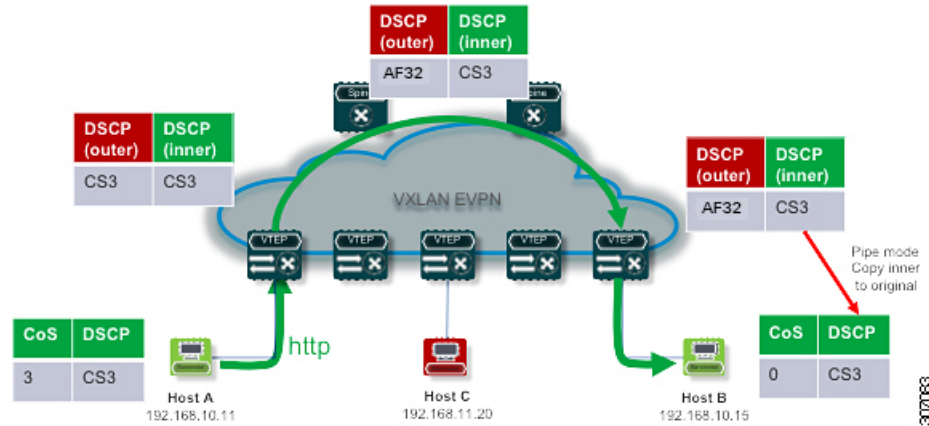 DSCP (outer) DSCP (inner)
AF32 CS3
Spine
DSCP (outer) DSCP (inner)
CS3 CS3
DSCP (outer) DSCP (inner)
AF32 CS3
VXLAN EVPN
VTEP VTEP VTEP VTEP VTEP
Pipe mode
Copy inner
to original
CoS DSCP
3 CS3
http
CoS DSCP
0 CS3
Host A
192.168.10.11
Host C
192.168.11.20
Host B
192.168.10.15
307083